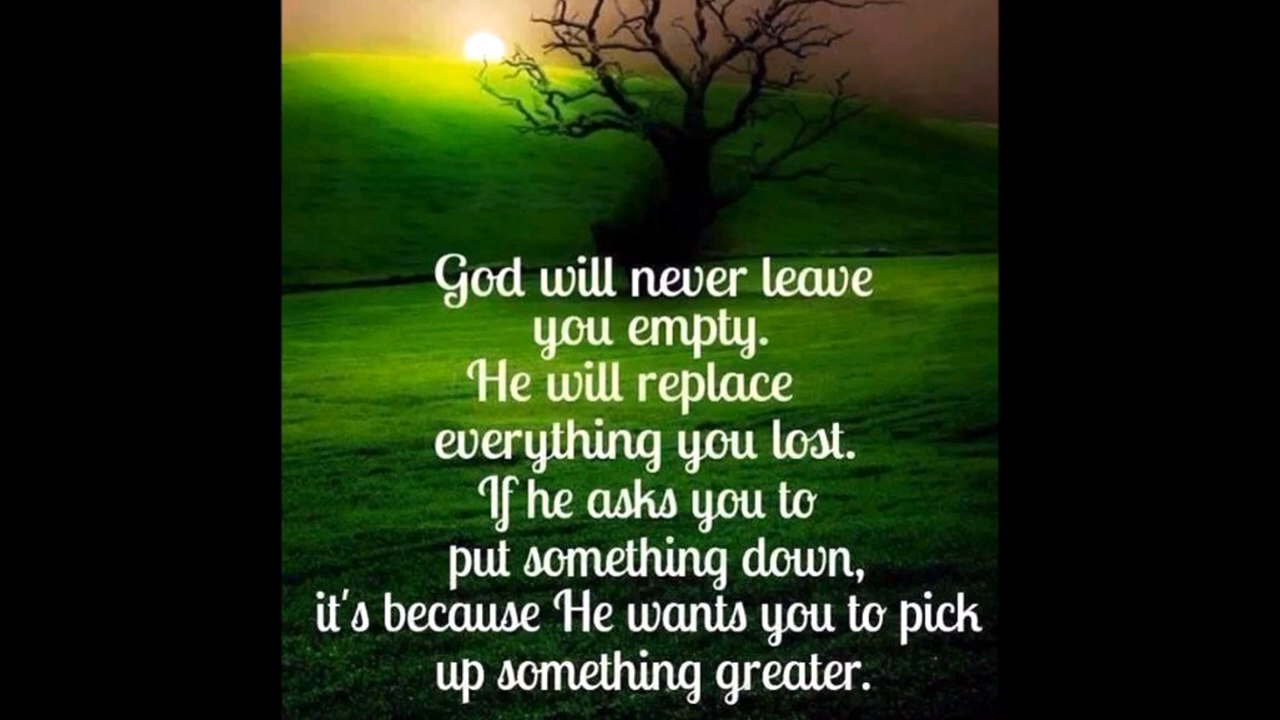 God will never leave
you empty.
He will replace
everything you lost.
If he asks you to
put something down,
it's because He wants you to pick
up something greater.